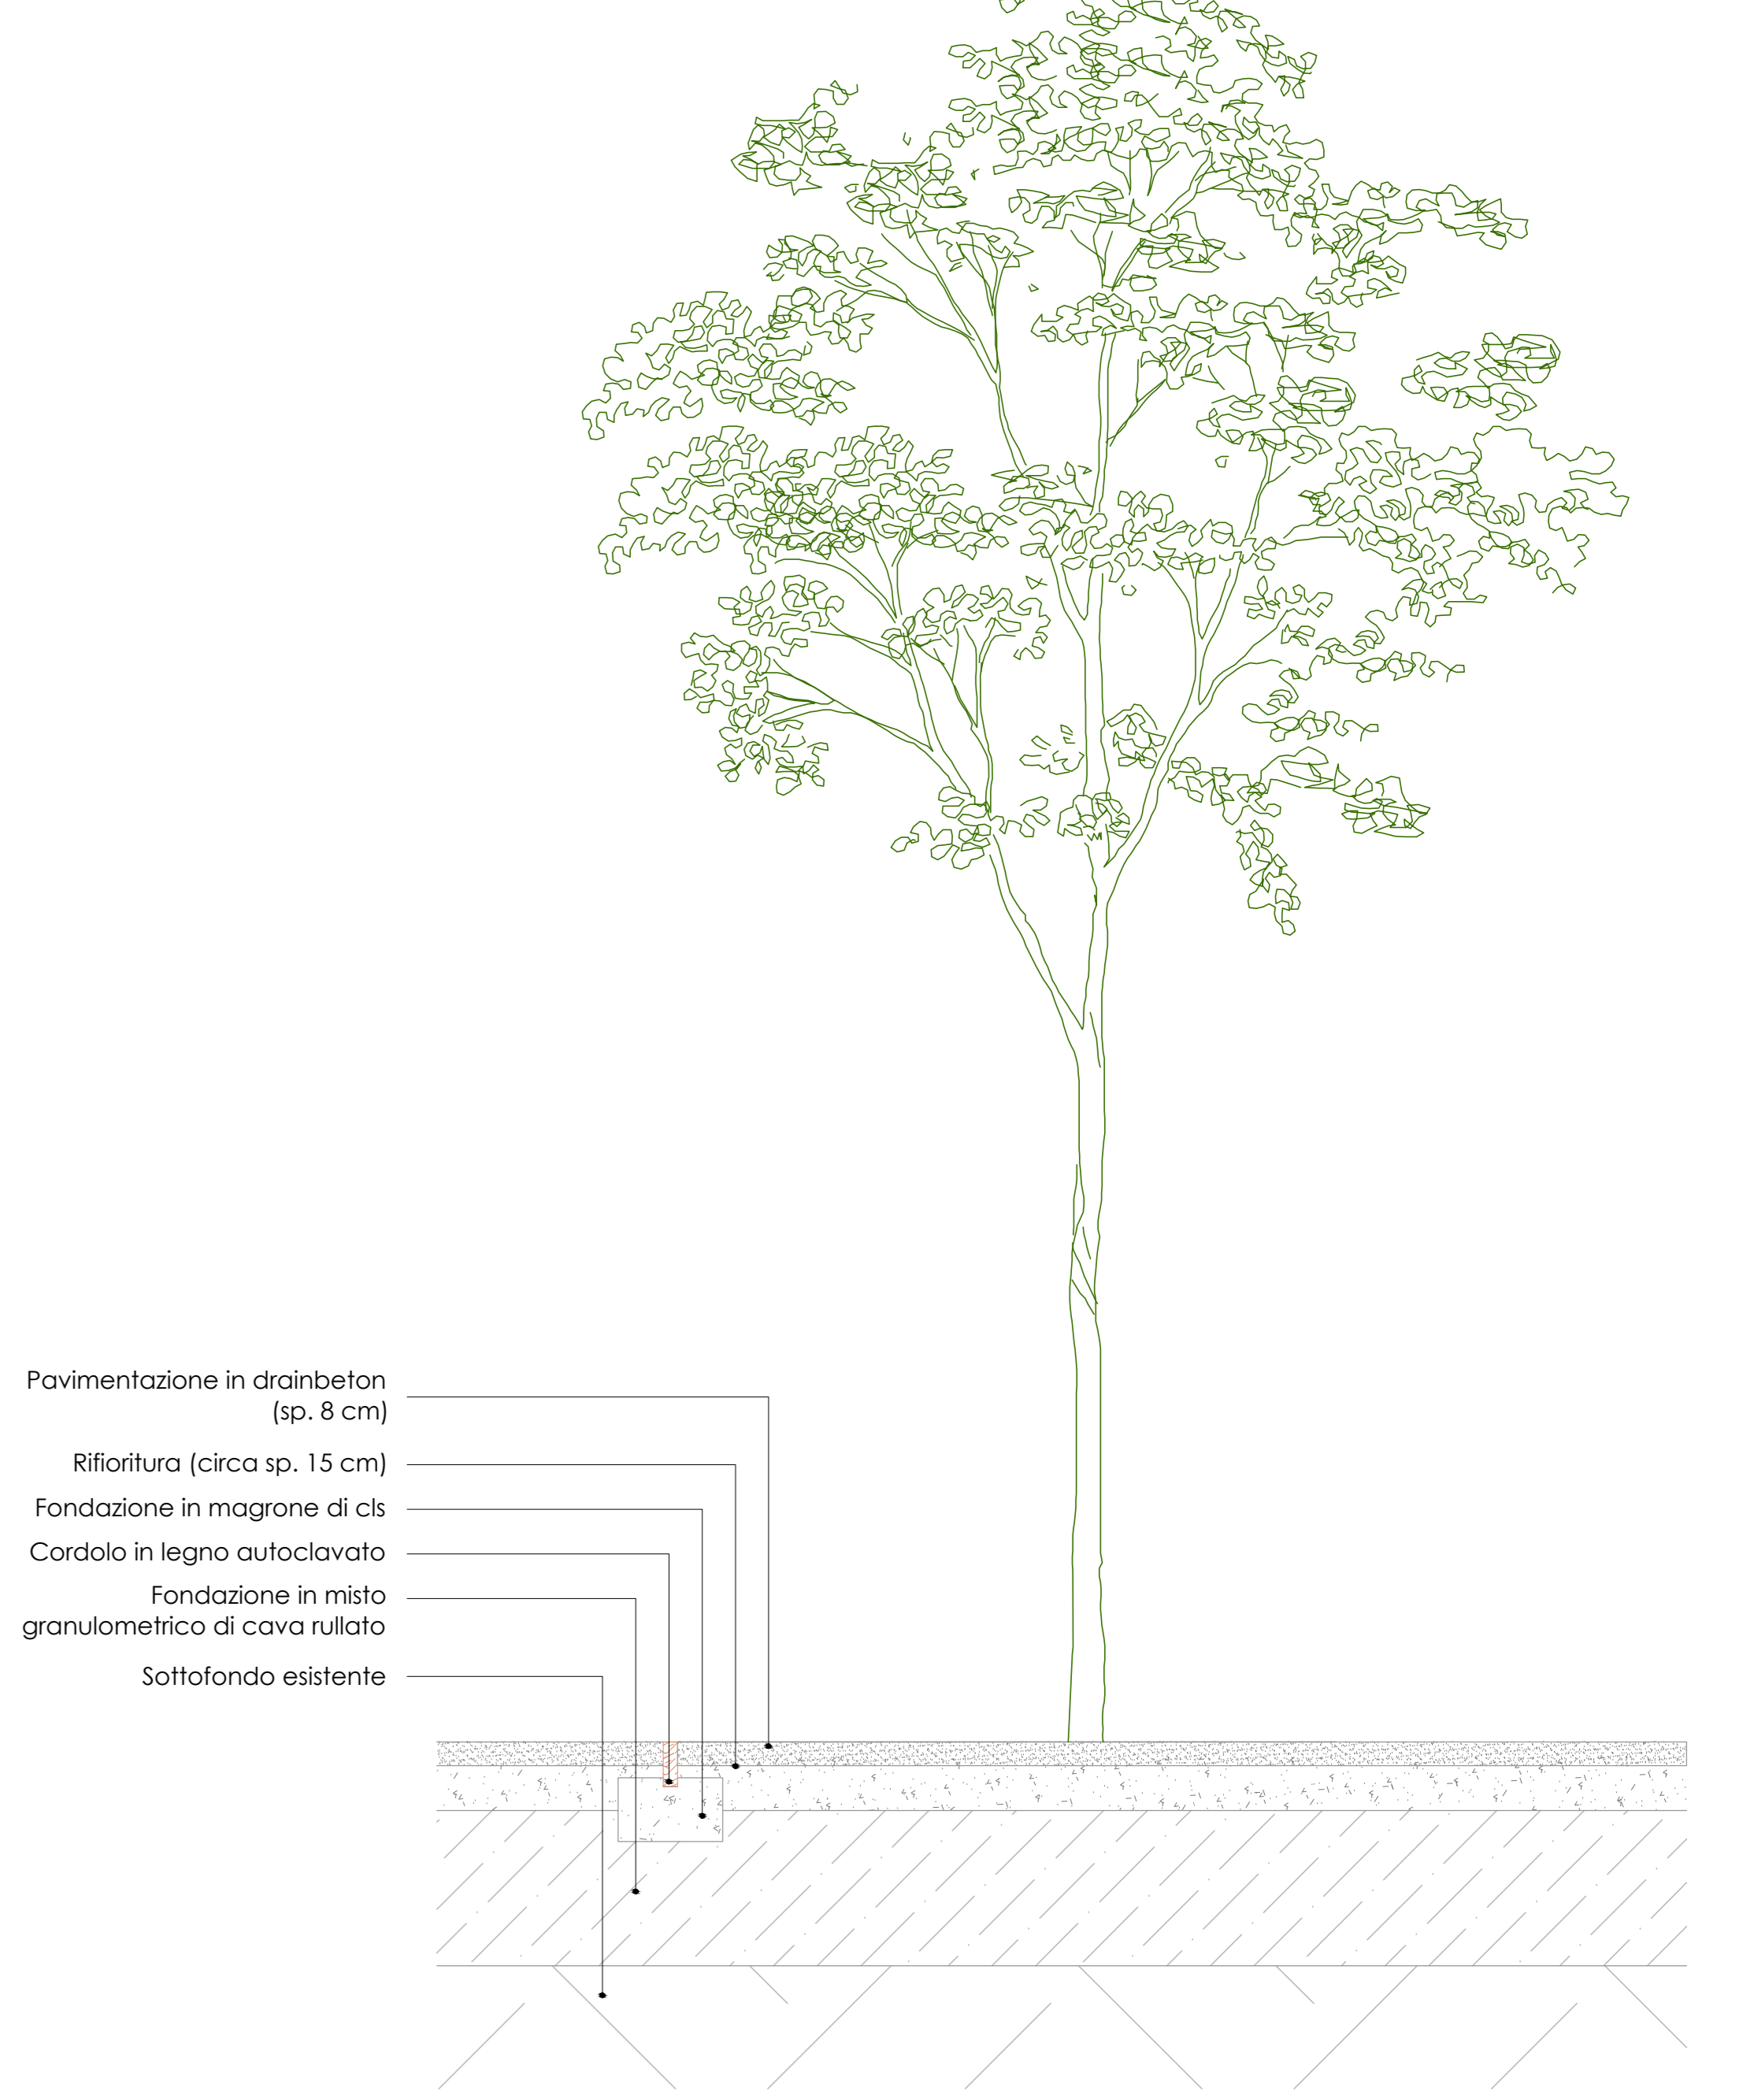 Pavimentazione in drainbeton
(sp. 8 cm)
Rifioritura (circa sp. 15 cm)
Fondazione in magrone di cls
Cordolo in legno autoclavato
Fondazione in misto
granulometrico di cava rullato
Sottofondo esistente